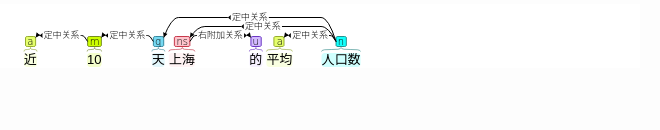 定中关系
定中关系
定中关系 定中关系 右附加关系 定中关系
a m q ns u a n
近 10 天 上海 的 平均 人口数